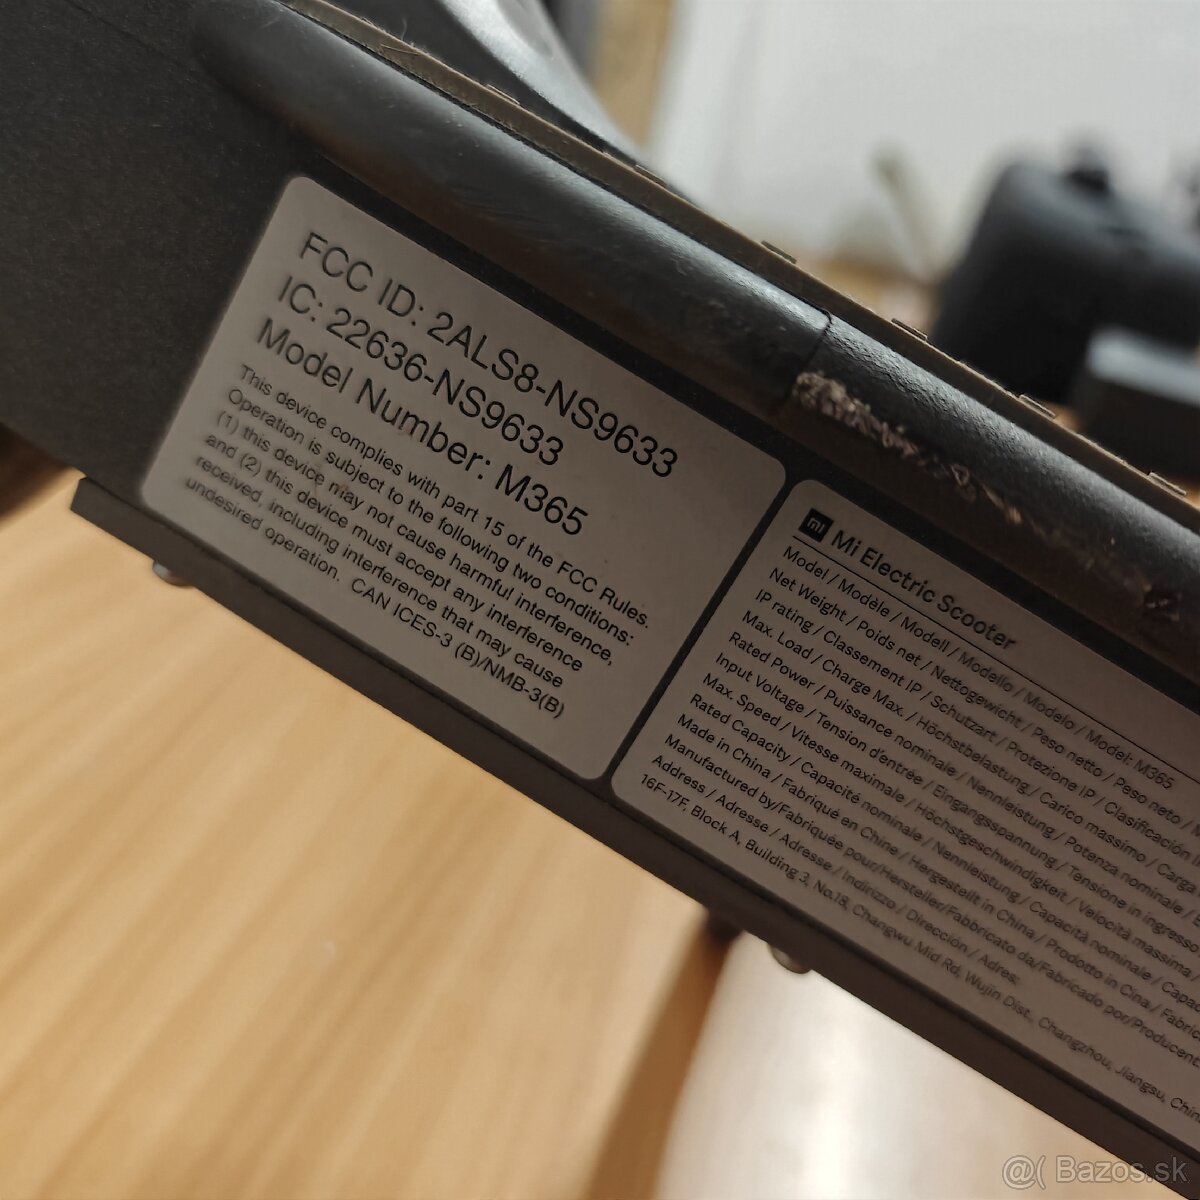 FCC ID: 2ALS8-NS9633
IC: 22636-NS9633
Model Number: M365
This device complies with part 15 of the FCC Rules.
Operation is subject to the following two conditions:
(1) this device may not cause harmful interference,
and (2) this device must accept any interference
received, including interference that may cause
undesired operation. CAN ICES-3 (B)/NMB-3(B)
mi Mi Electric Scooter
Model / Modèle / Modell / Modello / Modelo / Model: M365
Net Weight / Poids net / Nettogewicht / Peso netto / Peso neto /
IP rating / Classement IP / Schutzart / Protezione IP / Clasificación
Max. Load / Charge Max. / Höchstbelastung / Carico massimo / Carga
Rated Power / Puissance nominale / Nennleistung / Potenza nominale /
Input Voltage / Tension d'entrée / Eingangsspannung / Tensione in ingresso
Max. Speed / Vitesse maximale / Höchstgeschwindigkeit / Velocità massima
Rated Capacity / Capacité nominale / Nennleistung / Capacità nominale /
Made in China / Fabriqué en Chine / Hergestellt in China / Prodotto in Cina /
Manufactured by/Fabriquée pour/Hersteller/Fabbricato da/Fabricado por/
Address / Adresse / Adresse / Indirizzo / Dirección / Adres:
16F-17F, Block A, Building 3, No.18, Changwu Mid Rd, Wujin Dist., Changzhou, Jiangsu,
@( Bazos.sk